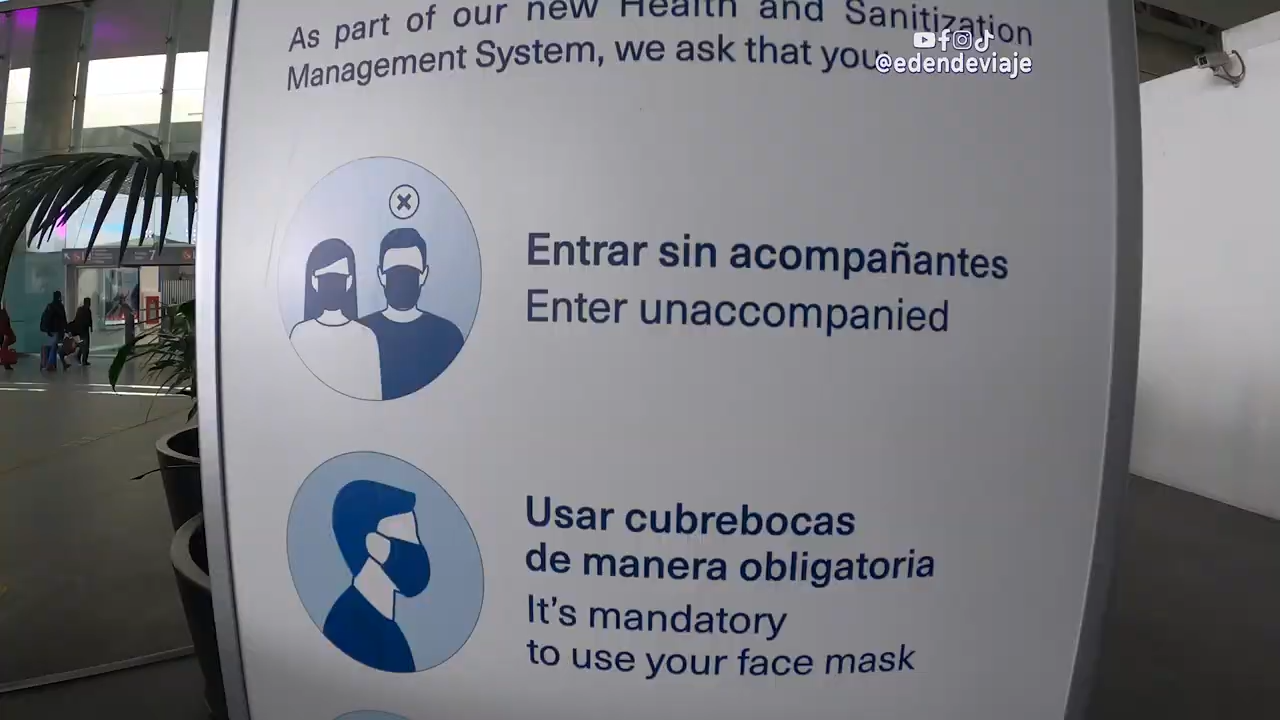 As part of our new Health and Sanitization
Management System, we ask that you
@edendeviaje
Entrar sin acompañantes
Enter unaccompanied
7
Usar cubrebocas
de manera obligatoria
It's mandatory
to use your face mask